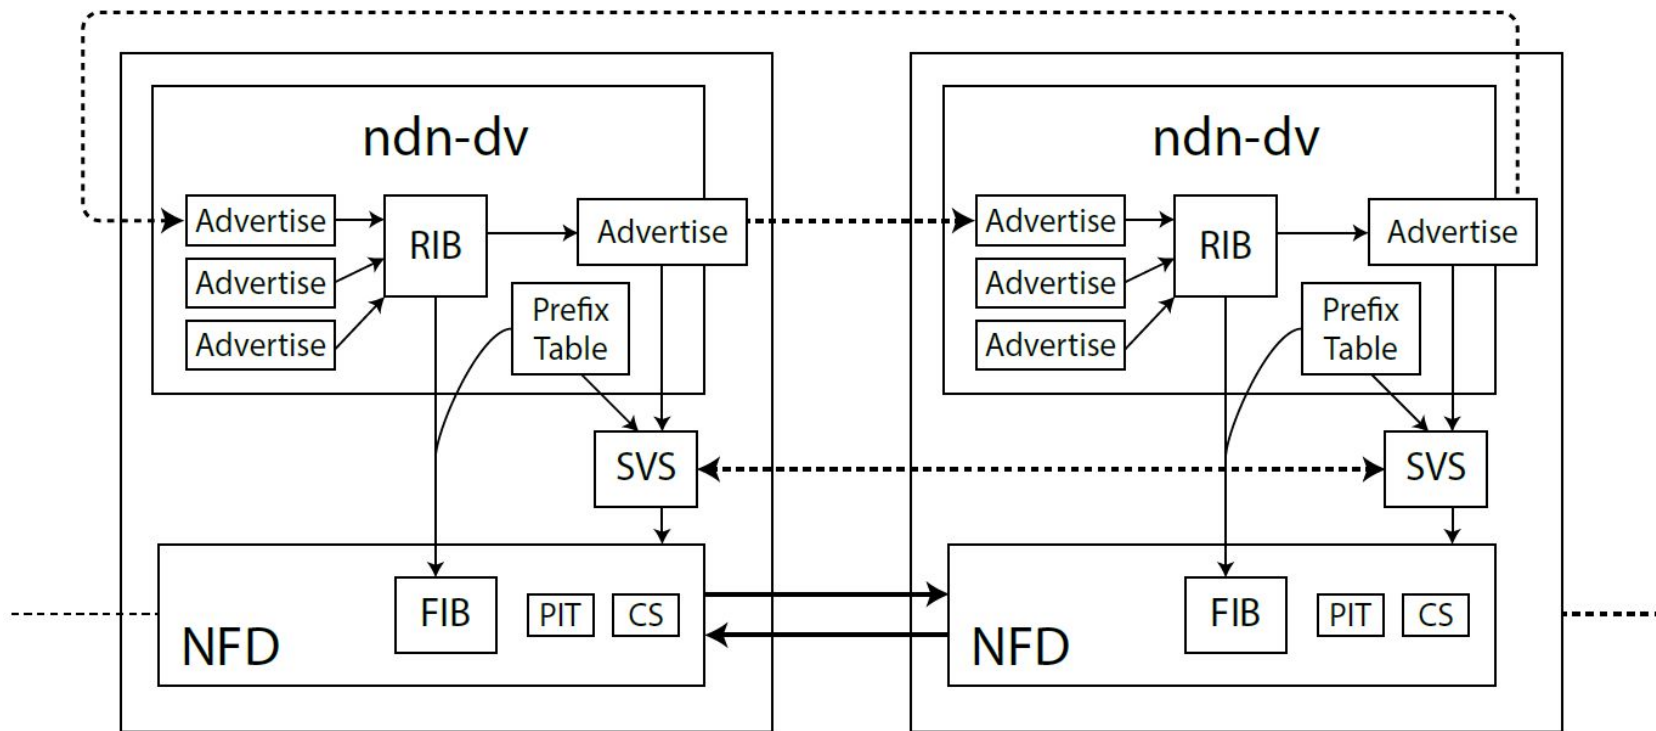 ndn-dv
Advertise
Advertise
Advertise
RIB
Advertise
Prefix
Table
SVS
NFD
FIB
PIT
CS
ndn-dv
Advertise
Advertise
Advertise
RIB
Advertise
Prefix
Table
SVS
NFD
FIB
PIT
CS